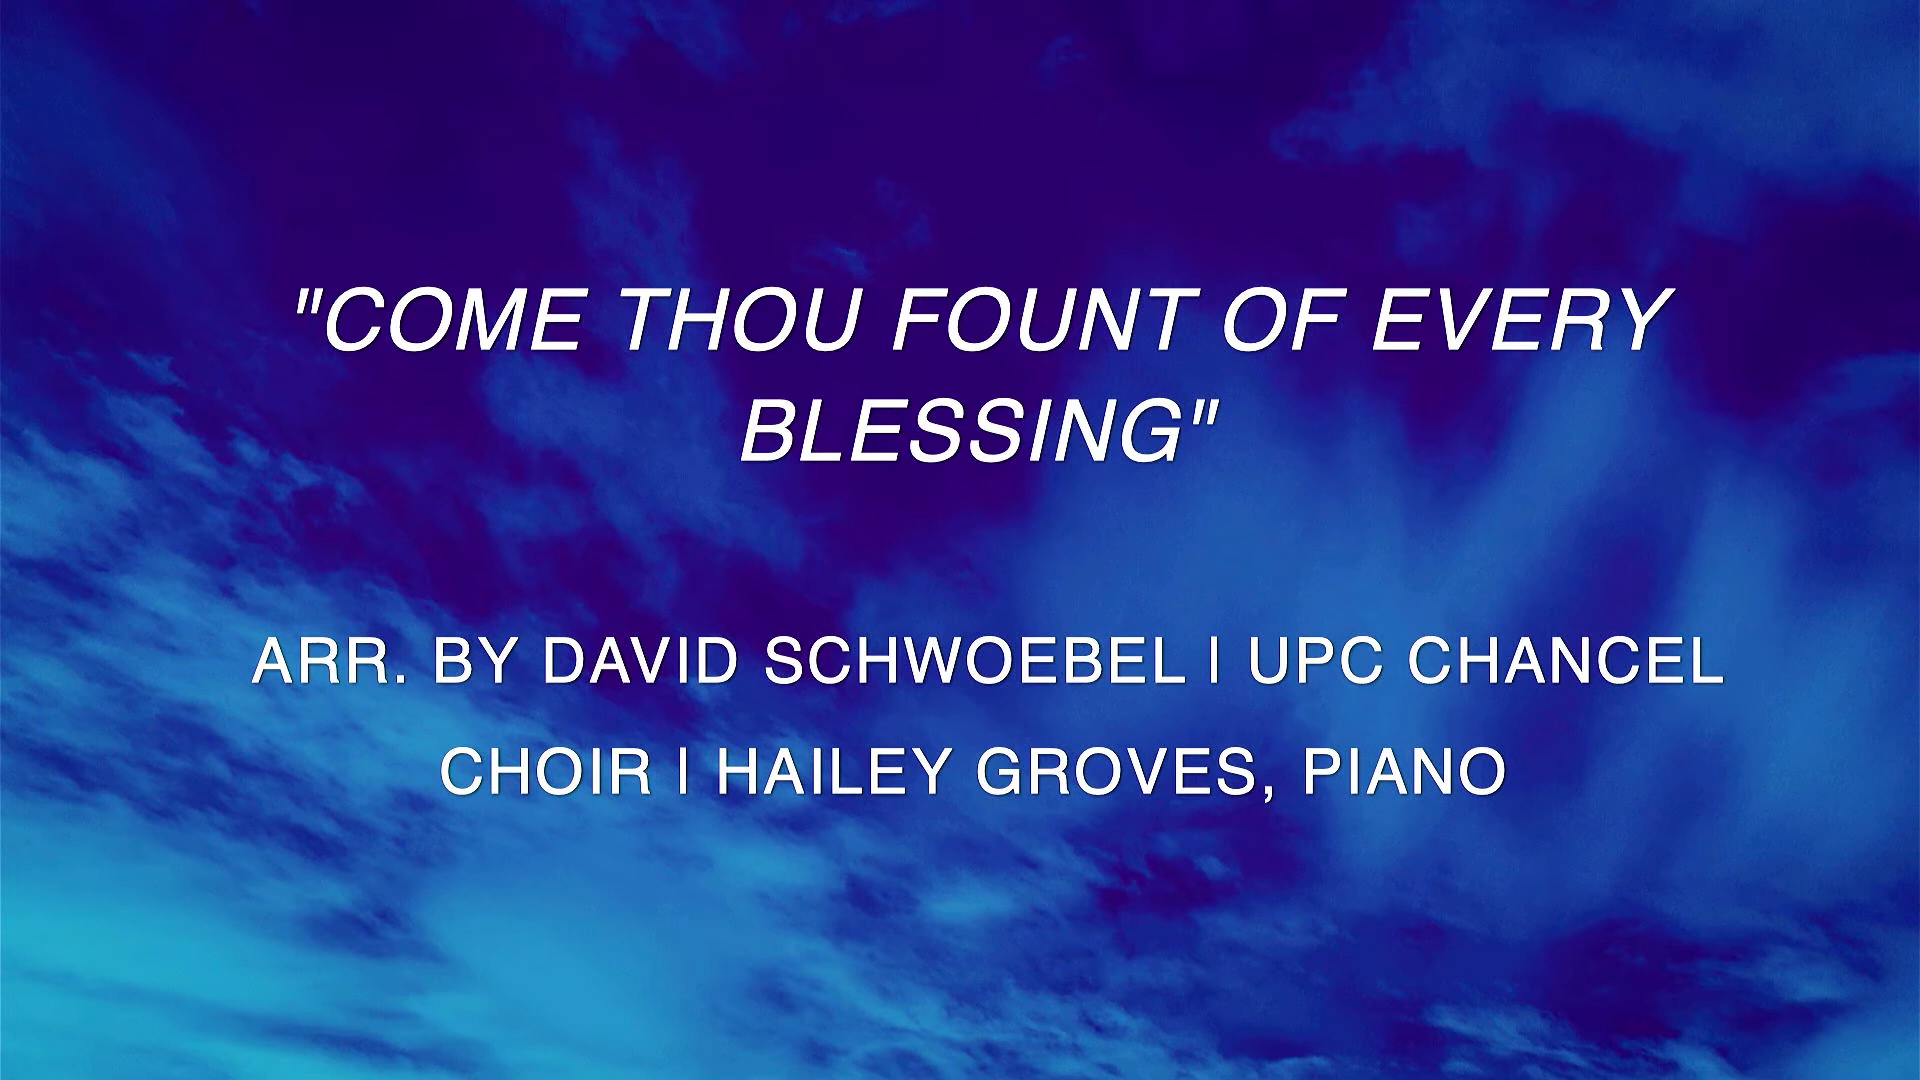 "COME THOU FOUNT OF EVERY
BLESSING"
ARR. BY DAVID SCHWOEBEL | UPC CHANCEL
CHOIR | HAILEY GROVES, PIANO